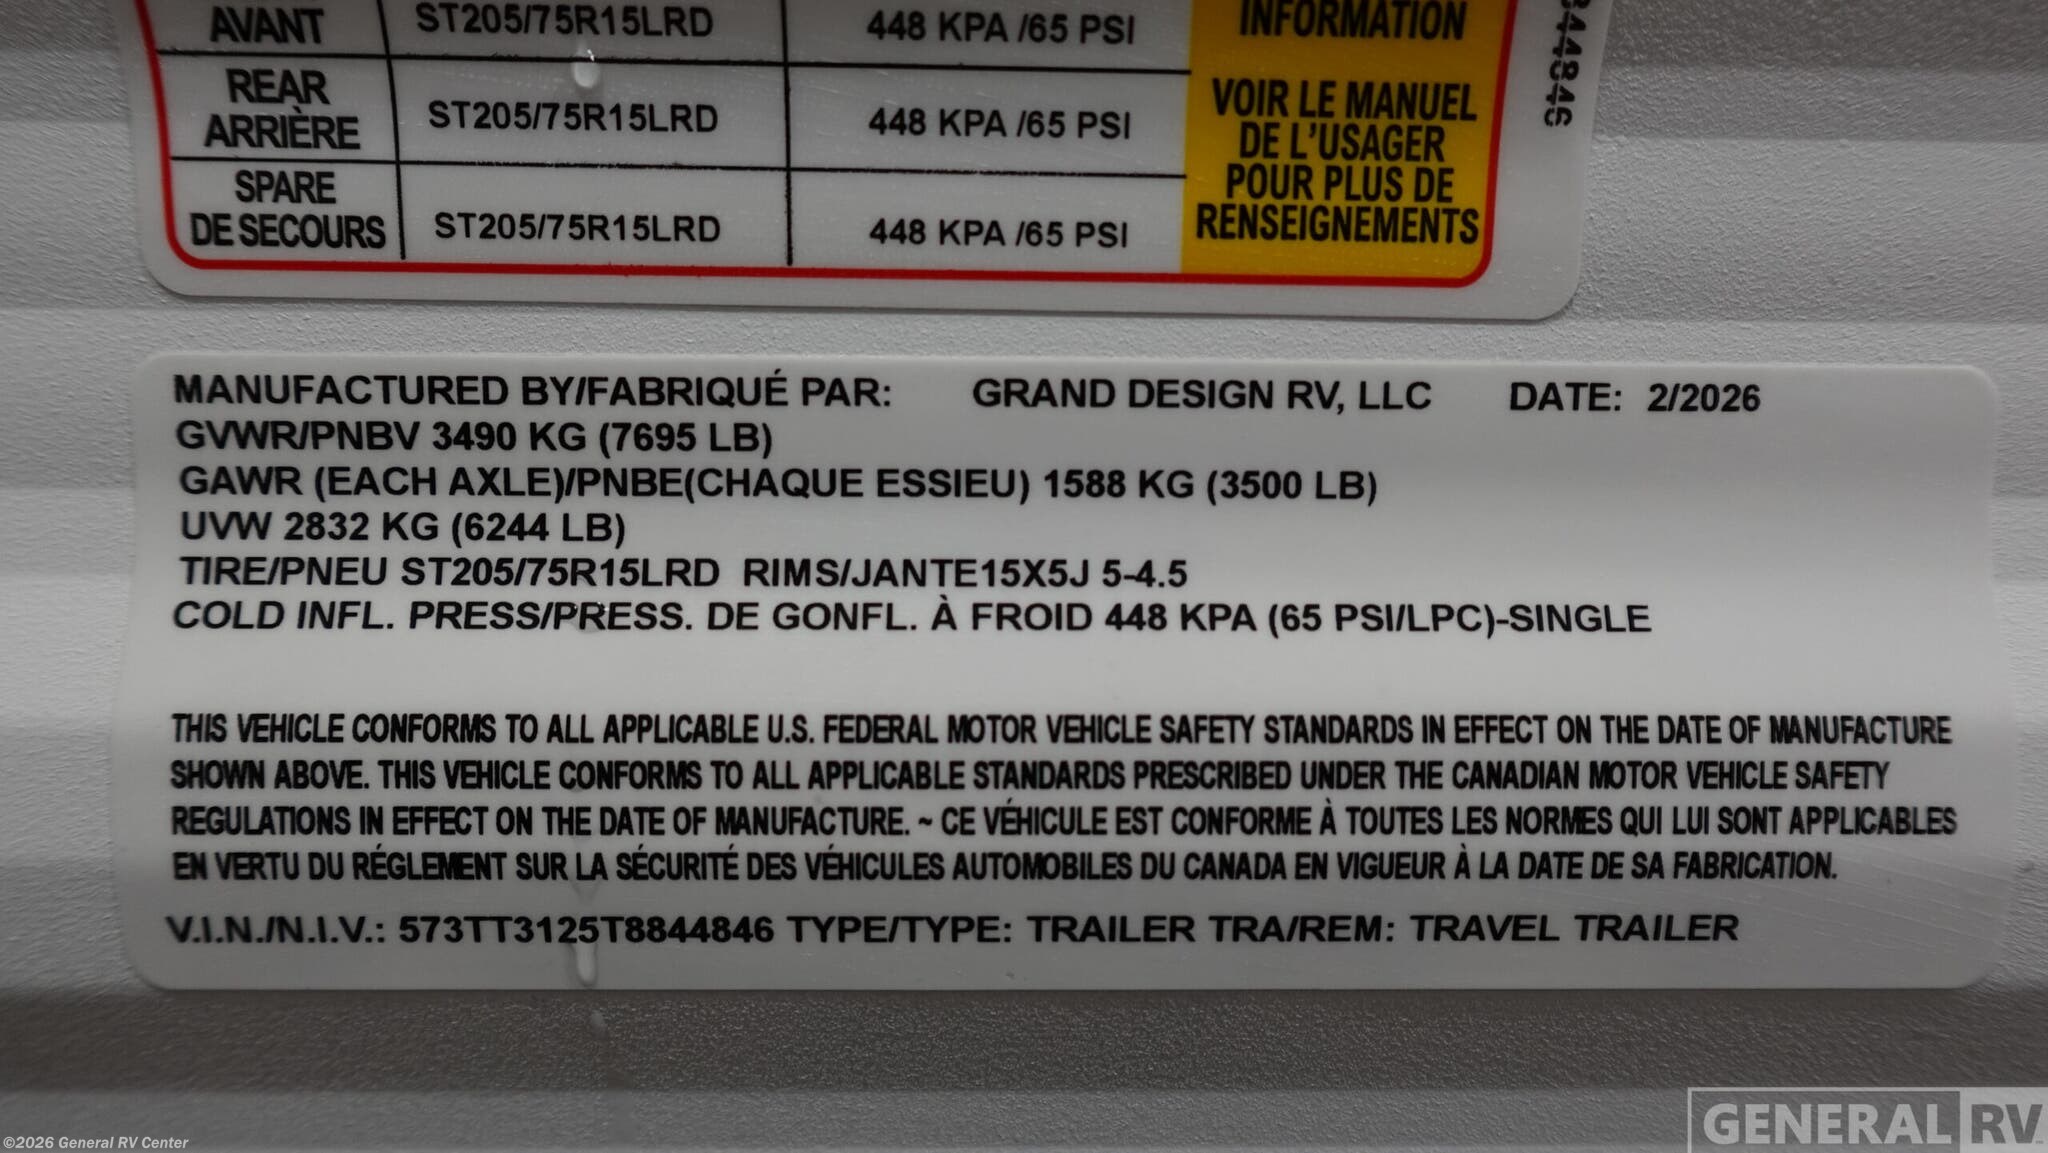 AVANT ST205/75R15LRD 448 KPA /65 PSI INFORMATION
REAR
ARRIÈRE ST205/75R15LRD 448 KPA /65 PSI
SPARE
DE SECOURS ST205/75R15LRD 448 KPA /65 PSI
VOIR LE MANUEL
DE L'USAGER
POUR PLUS DE
RENSEIGNEMENTS
844846
MANUFACTURED BY/FABRIQUÉ PAR: GRAND DESIGN RV, LLC DATE: 2/2026
GVWR/PNBV 3490 KG (7695 LB)
GAWR (EACH AXLE)/PNBE(CHAQUE ESSIEU) 1588 KG (3500 LB)
UVW 2832 KG (6244 LB)
TIRE/PNEU ST205/75R15LRD RIMS/JANTE15X5J 5-4.5
COLD INFL. PRESS/PRESS. DE GONFL. À FROID 448 KPA (65 PSI/LPC)-SINGLE
THIS VEHICLE CONFORMS TO ALL APPLICABLE U.S. FEDERAL MOTOR VEHICLE SAFETY STANDARDS IN EFFECT ON THE DATE OF MANUFACTURE
SHOWN ABOVE. THIS VEHICLE CONFORMS TO ALL APPLICABLE STANDARDS PRESCRIBED UNDER THE CANADIAN MOTOR VEHICLE SAFETY
REGULATIONS IN EFFECT ON THE DATE OF MANUFACTURE. ~ CE VÉHICULE EST CONFORME À TOUTES LES NORMES QUI LUI SONT APPLICABLES
EN VERTU DU RÉGLEMENT SUR LA SÉCURITÉ DES VÉHICULES AUTOMOBILES DU CANADA EN VIGUEUR À LA DATE DE SA FABRICATION.
V.I.N./N.I.V.: 573TT3125T8844846 TYPE/TYPE: TRAILER TRA/REM: TRAVEL TRAILER
GENERAL RV
©2026 General RV Center